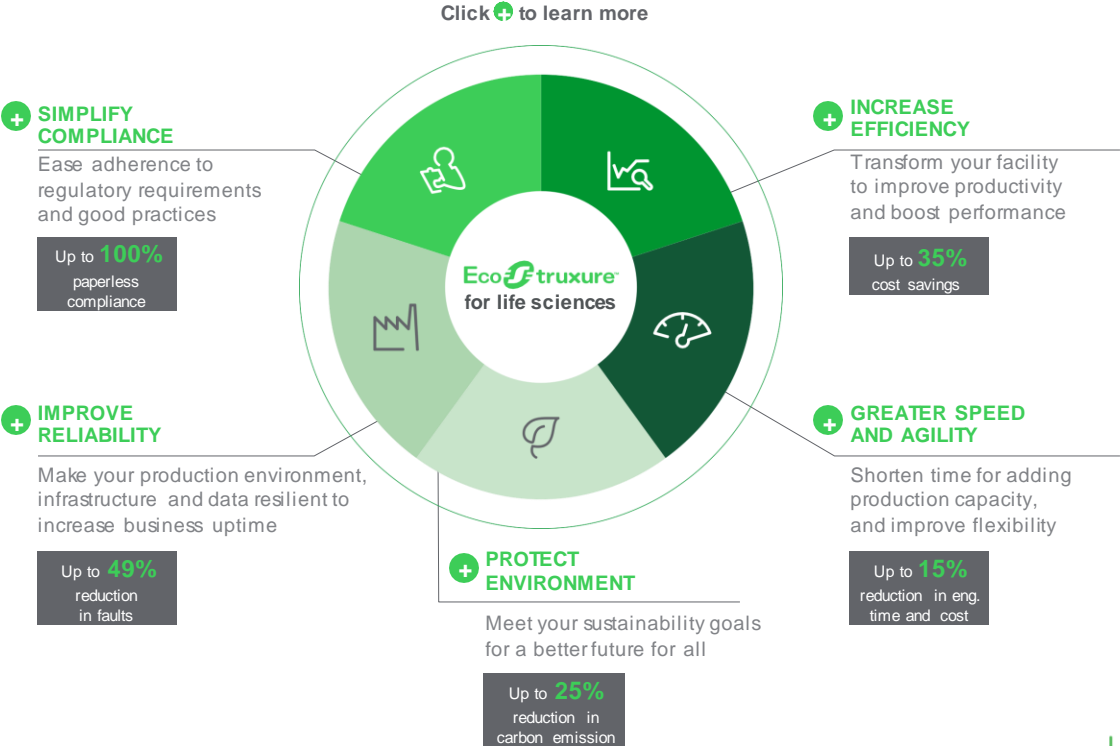 Click + to learn more
SIMPLIFY
COMPLIANCE
Ease adherence to
regulatory requirements
and good practices
Up to 100%
paperless
compliance
INCREASE
EFFICIENCY
Transform your facility
to improve productivity
and boost performance
Up to 35%
cost savings
EcoStruxure™
for life sciences
IMPROVE
RELIABILITY
Make your production environment,
infrastructure and data resilient to
increase business uptime
Up to 49%
reduction
in faults
GREATER SPEED
AND AGILITY
Shorten time for adding
production capacity,
and improve flexibility
Up to 15%
reduction in eng.
time and cost
PROTECT
ENVIRONMENT
Meet your sustainability goals
for a better future for all
Up to 25%
reduction in
carbon emission